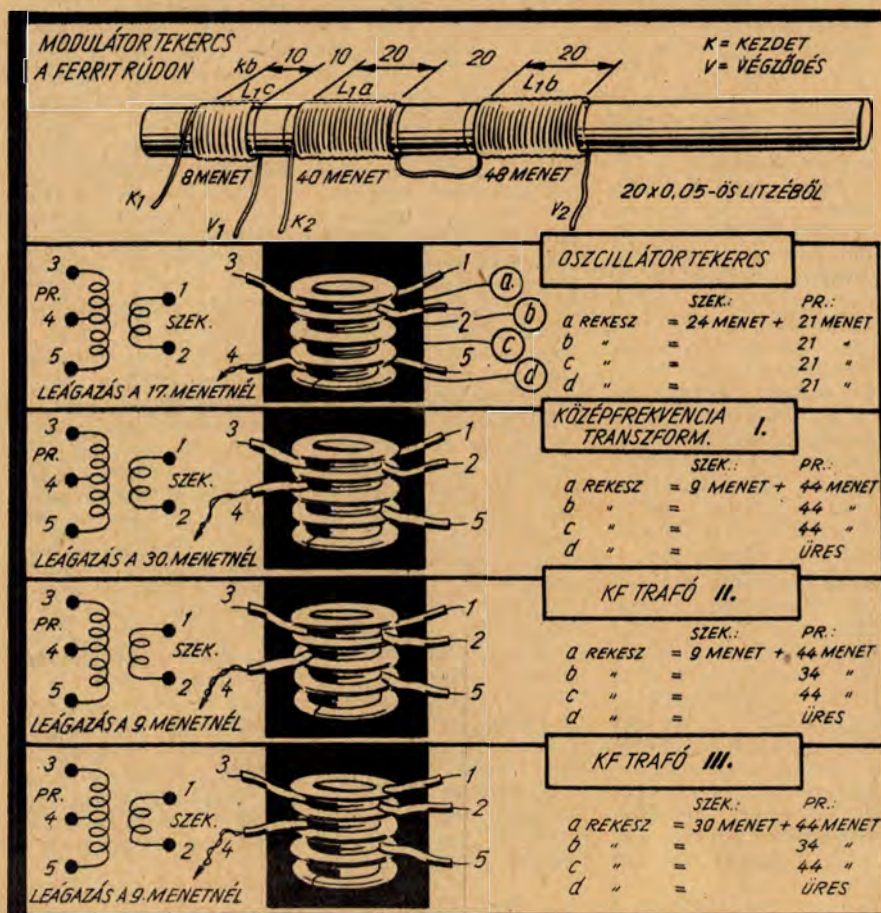 MODULÁTOR TEKERCS
A FERRIT RÚDON
K = KEZDET
V = VÉGZŐDÉS
kb 10 10 20 20 20
L1c L1a L1b
8 MENET 40 MENET 48 MENET
K1 V1 K2 V2
20 x 0,05-ÖS LITZÉBŐL
OSZCILLÁTOR TEKERCS
3 1 3 1
PR. 4 SZEK.
5 2 4 2 5
a. b c d
LEÁGAZÁS A 17. MENETNÉL
SZEK.: PR.:
a REKESZ = 24 MENET + 21 MENET
b " = 21 "
c " = 21 "
d " = 21 "
KÖZÉPFREKVENCIA
TRANSZFORM. I.
3 1 3 1
PR. 4 SZEK. 2
5 2 4 5
LEÁGAZÁS A 30. MENETNÉL
SZEK.: PR.:
a REKESZ = 9 MENET + 44 MENET
b " = 44 "
c " = 44 "
d " = ÜRES
KF TRAFÓ II.
3 1 3 1
PR. 4 SZEK. 2
5 2 4 5
LEÁGAZÁS A 9. MENETNÉL
SZEK.: PR.:
a REKESZ = 9 MENET + 44 MENET
b " = 34 "
c " = 44 "
d " = ÜRES
KF TRAFÓ III.
3 1 3 1
PR. 4 SZEK. 2
5 2 4 5
LEÁGAZÁS A 9. MENETNÉL
SZEK.: PR.:
a REKESZ = 30 MENET + 44 MENET
b " = 34 "
c " = 44 "
d " = ÜRES